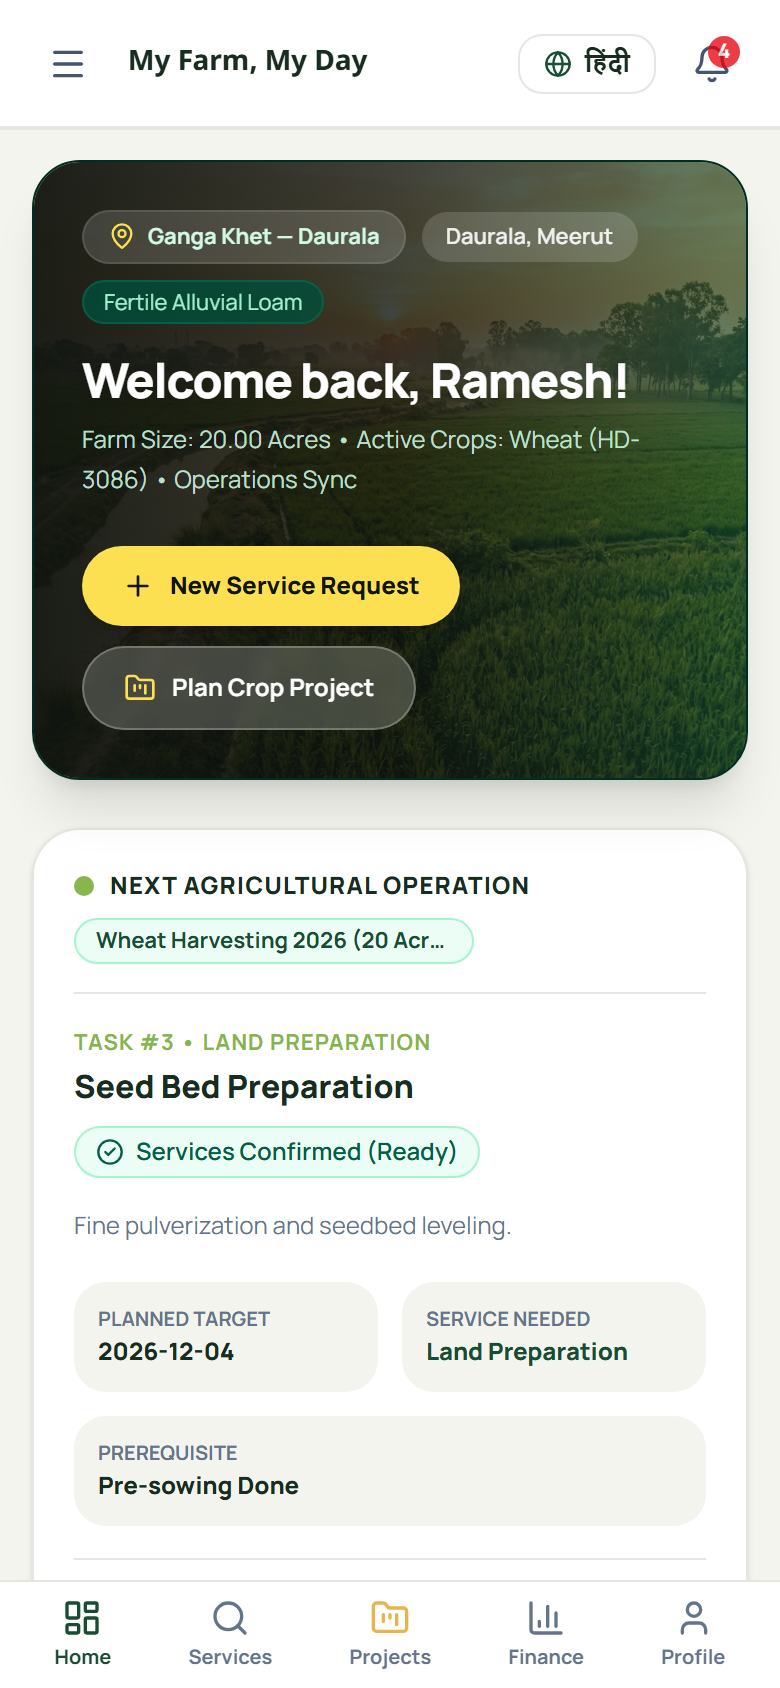 My Farm, My Day
हिंदी
4
Ganga Khet — Daurala
Daurala, Meerut
Fertile Alluvial Loam
Welcome back, Ramesh!
Farm Size: 20.00 Acres • Active Crops: Wheat (HD-
3086) • Operations Sync
New Service Request
Plan Crop Project
NEXT AGRICULTURAL OPERATION
Wheat Harvesting 2026 (20 Acr...
TASK #3 • LAND PREPARATION
Seed Bed Preparation
Services Confirmed (Ready)
Fine pulverization and seedbed leveling.
PLANNED TARGET
2026-12-04
SERVICE NEEDED
Land Preparation
PREREQUISITE
Pre-sowing Done
Home
Services
Projects
Finance
Profile